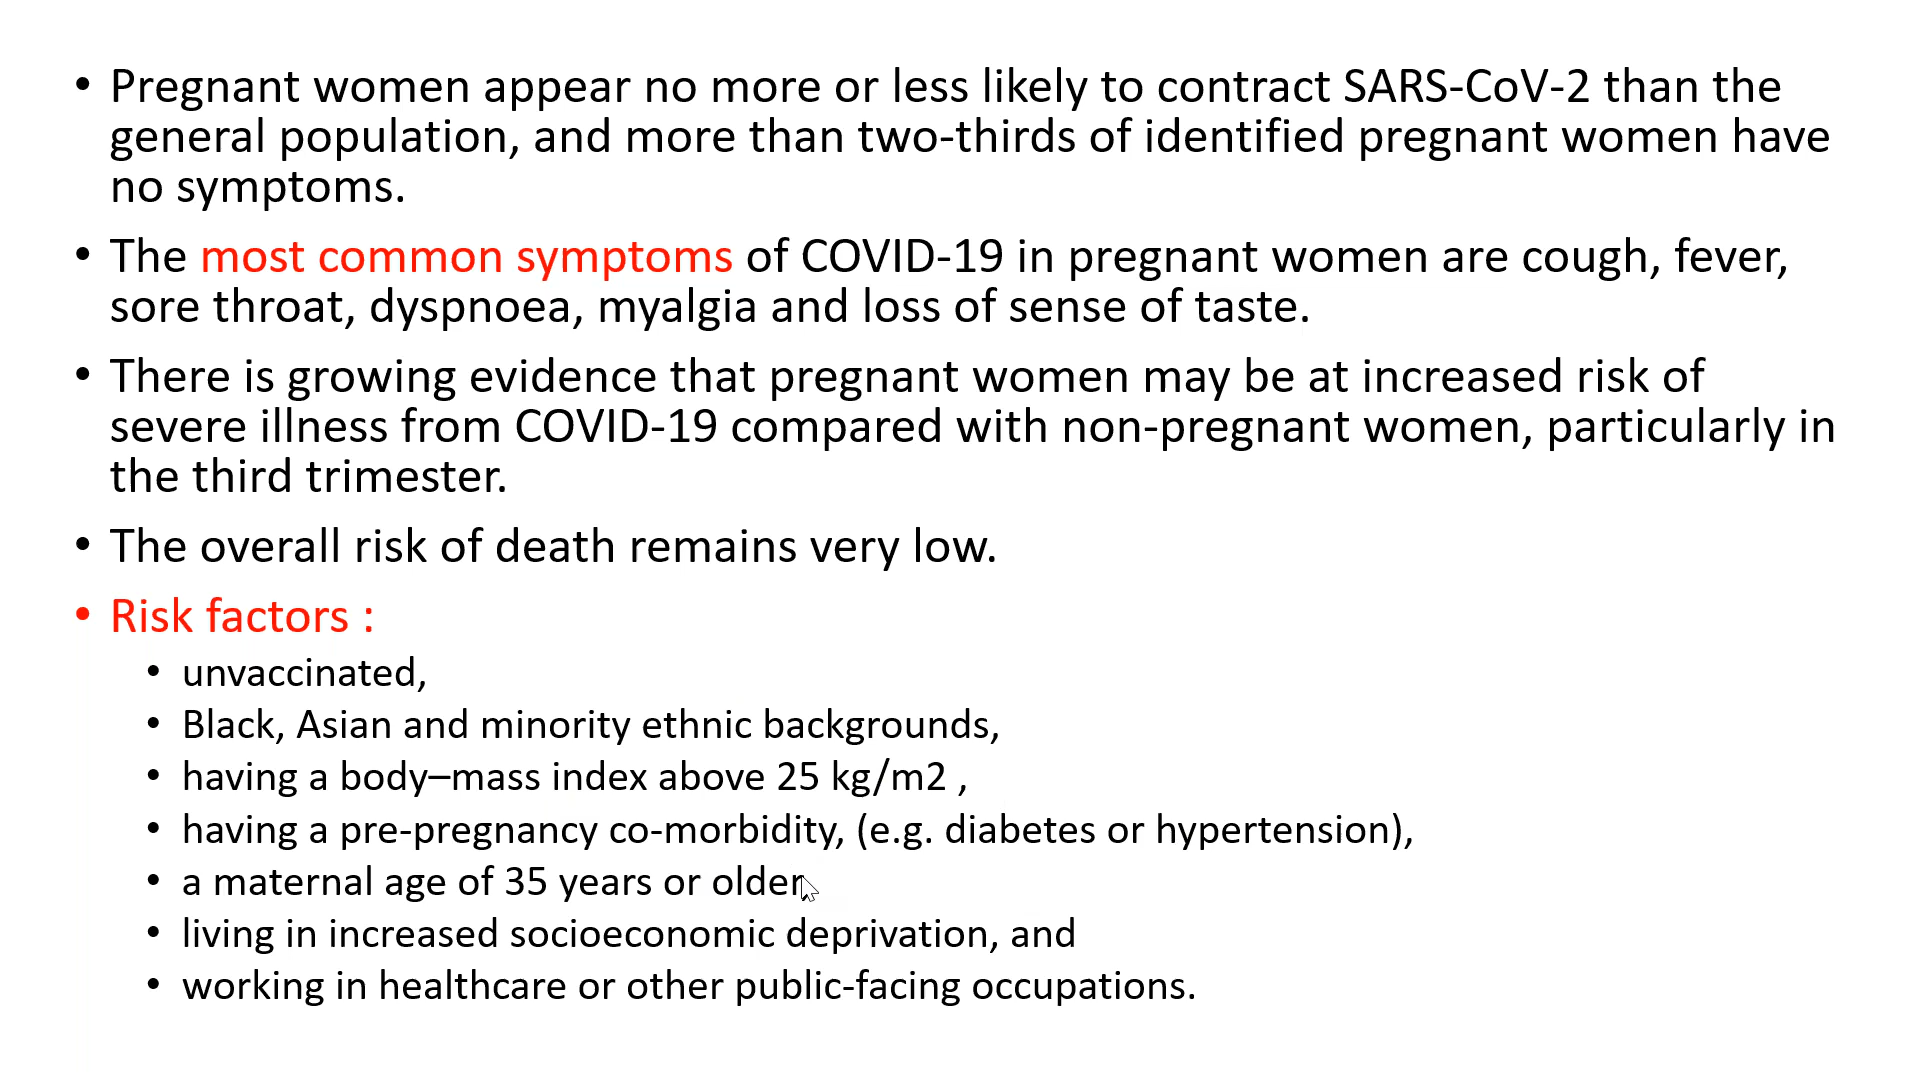 • Pregnant women appear no more or less likely to contract SARS-CoV-2 than the
general population, and more than two-thirds of identified pregnant women have
no symptoms.
• The most common symptoms of COVID-19 in pregnant women are cough, fever,
sore throat, dyspnoea, myalgia and loss of sense of taste.
• There is growing evidence that pregnant women may be at increased risk of
severe illness from COVID-19 compared with non-pregnant women, particularly in
the third trimester.
• The overall risk of death remains very low.
• Risk factors :
• unvaccinated,
• Black, Asian and minority ethnic backgrounds,
• having a body–mass index above 25 kg/m2 ,
• having a pre-pregnancy co-morbidity, (e.g. diabetes or hypertension),
• a maternal age of 35 years or older
• living in increased socioeconomic deprivation, and
• working in healthcare or other public-facing occupations.